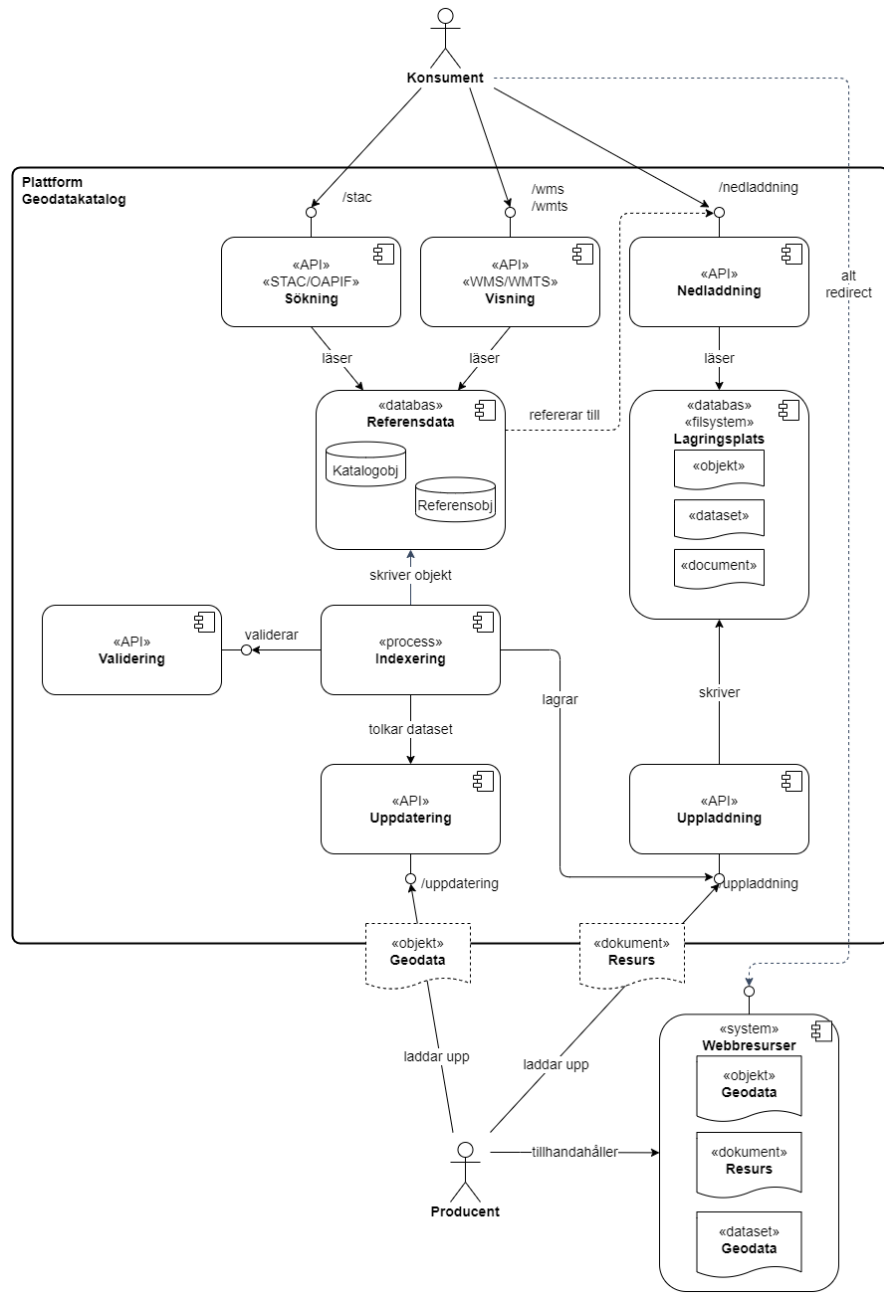 Konsument
Plattform
Geodatakatalog
/stac
/wms
/wmts
/nedladdning
«API»
«STAC/OAPIF»
Sökning
«API»
«WMS/WMTS»
Visning
«API»
Nedladdning
alt
redirect
läser
läser
läser
«databas»
Referensdata
Katalogobj
Referensobj
refererar till
«databas»
«filsystem»
Lagringsplats
«objekt»
«dataset»
«document»
skriver objekt
«API»
Validering
validerar
«process»
Indexering
lagrar
skriver
tolkar dataset
«API»
Uppdatering
«API»
Uppladdning
/uppdatering
/uppladdning
«objekt»
Geodata
«dokument»
Resurs
laddar upp
laddar upp
«system»
Webbresurser
«objekt»
Geodata
«dokument»
Resurs
«dataset»
Geodata
tillhandahåller
Producent